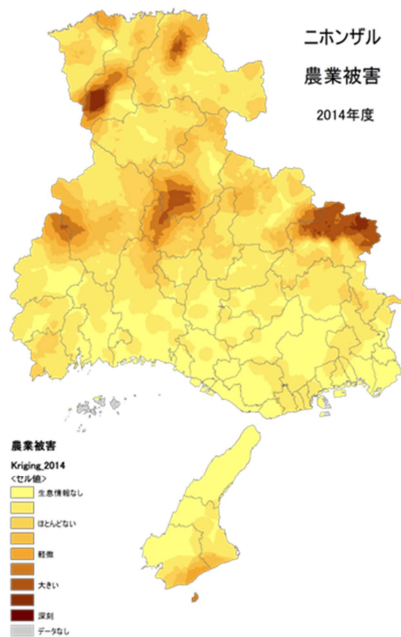 ニホンザル
農業被害
2014年度
農業被害
Kriging_2014
<セル値>
生息情報なし
ほとんどない
軽微
大きい
深刻
データなし